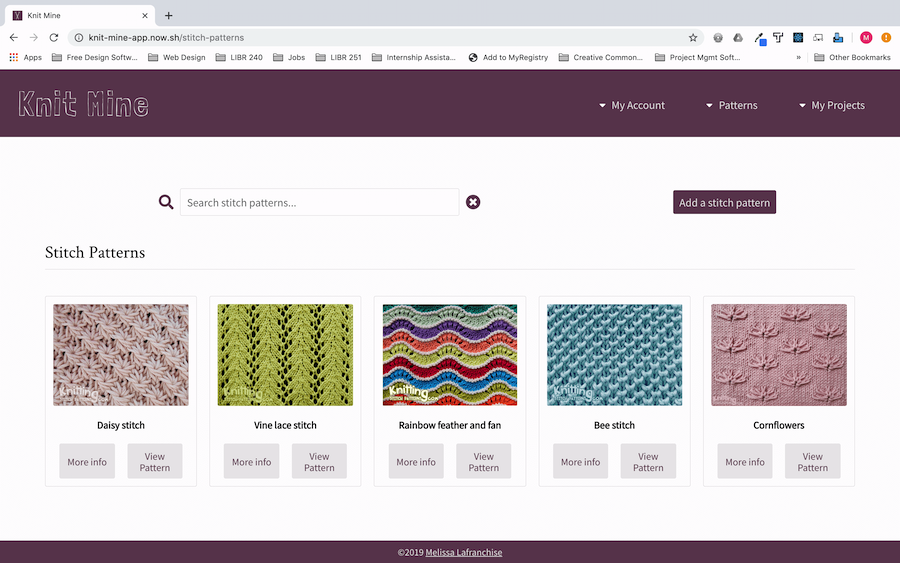 Knit Mine
knit-mine-app.now.sh/stitch-patterns
M
Apps
Free Design Softw...
Web Design
LIBR 240
Jobs
LIBR 251
Internship Assista...
Add to MyRegistry
Creative Common...
Project Mgmt Soft...
»
Other Bookmarks
Knit Mine
My Account
Patterns
My Projects
Search stitch patterns...
Add a stitch pattern
Stitch Patterns
Knitting
Knitting
Knitting
Knitting
Knitting
Daisy stitch
Vine lace stitch
Rainbow feather and fan
Bee stitch
Cornflowers
More info
View
Pattern
More info
View
Pattern
More info
View
Pattern
More info
View
Pattern
More info
View
Pattern
©2019 Melissa Lafranchise